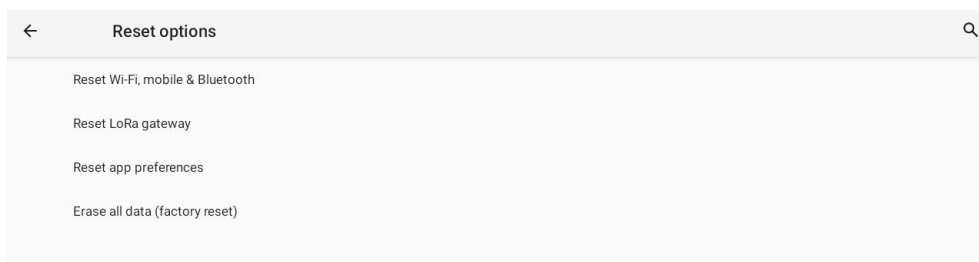 Reset options
Reset Wi-Fi, mobile & Bluetooth
Reset LoRa gateway
Reset app preferences
Erase all data (factory reset)